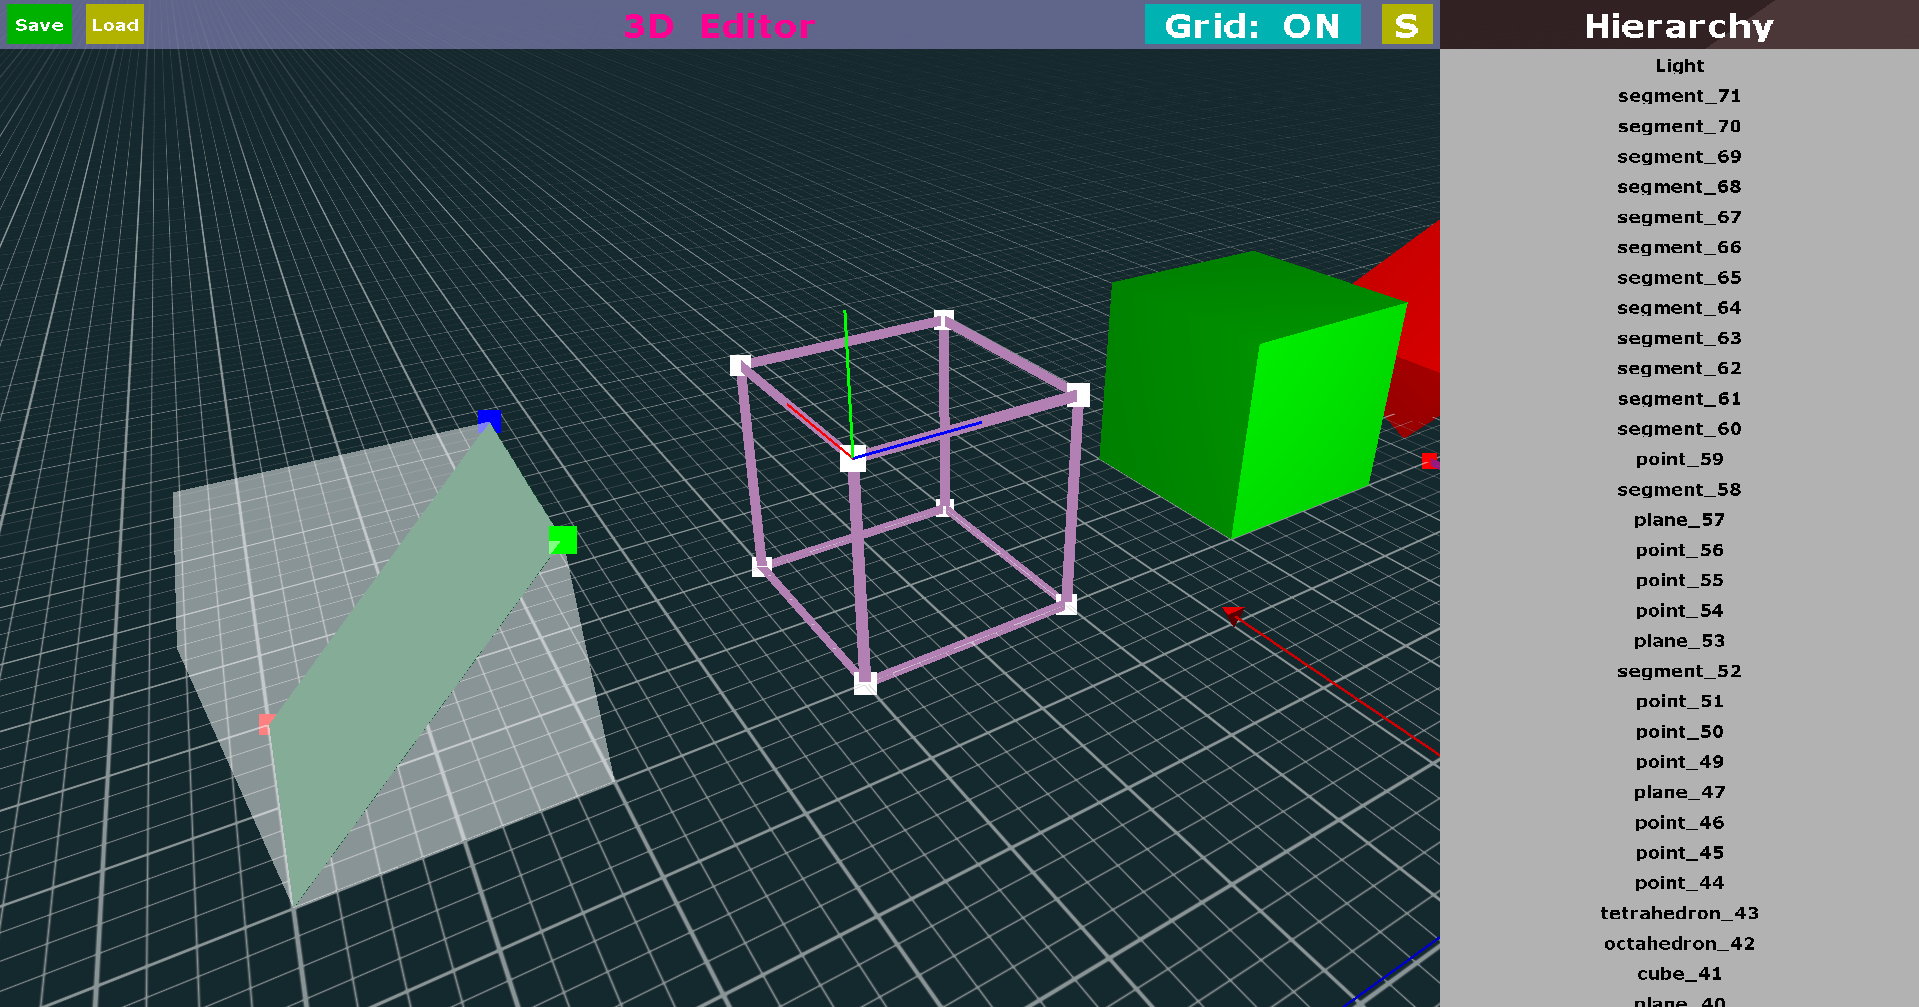 Save Load 3D Editor Grid: ON S Hierarchy
Light
segment_71
segment_70
segment_69
segment_68
segment_67
segment_66
segment_65
segment_64
segment_63
segment_62
segment_61
segment_60
point_59
segment_58
plane_57
point_56
point_55
point_54
plane_53
segment_52
point_51
point_50
point_49
plane_47
point_46
point_45
point_44
tetrahedron_43
octahedron_42
cube_41
plane_40